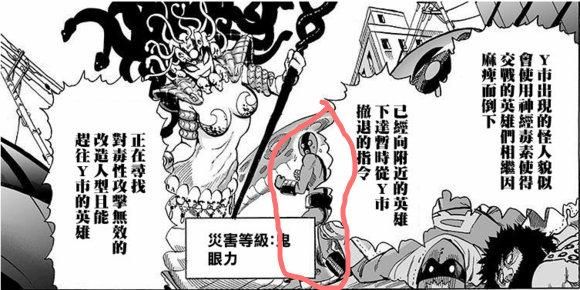 Y市出現的怪人貌似
會使用神經毒素使得
交戰的英雄們相繼因
麻痺而倒下
已經向附近的英雄
下達暫時從Y市
撤退的指令
災害等級:鬼
眼力
正在尋找
對毒性攻擊無效的
改造人型且能
趕往Y市的英雄